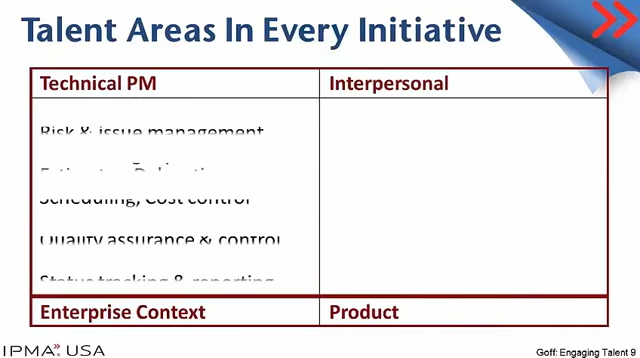 Talent Areas In Every Initiative
Technical PM
Interpersonal
Risk & issue management
Scheduling, Cost control
Quality assurance & control
Status tracking & reporting
Enterprise Context
Product
IPMA USA
Goff: Engaging Talent 9